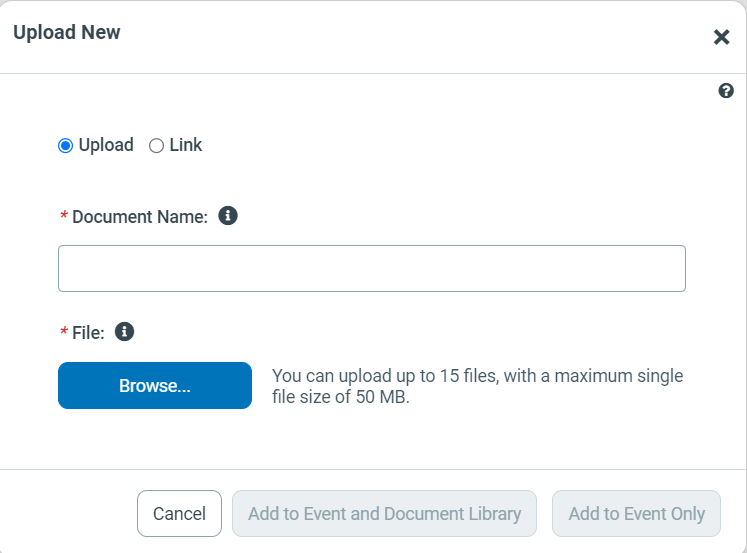 Upload New
Upload Link
* Document Name:
* File:
Browse...
You can upload up to 15 files, with a maximum single
file size of 50 MB.
Cancel Add to Event and Document Library Add to Event Only